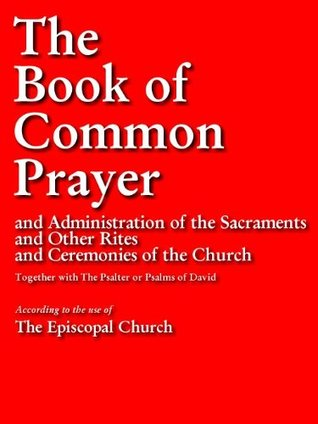 The
Book of
Common
Prayer
and Administration of the Sacraments
and Other Rites
and Ceremonies of the Church
Together with The Psalter or Psalms of David
According to the use of
The Episcopal Church